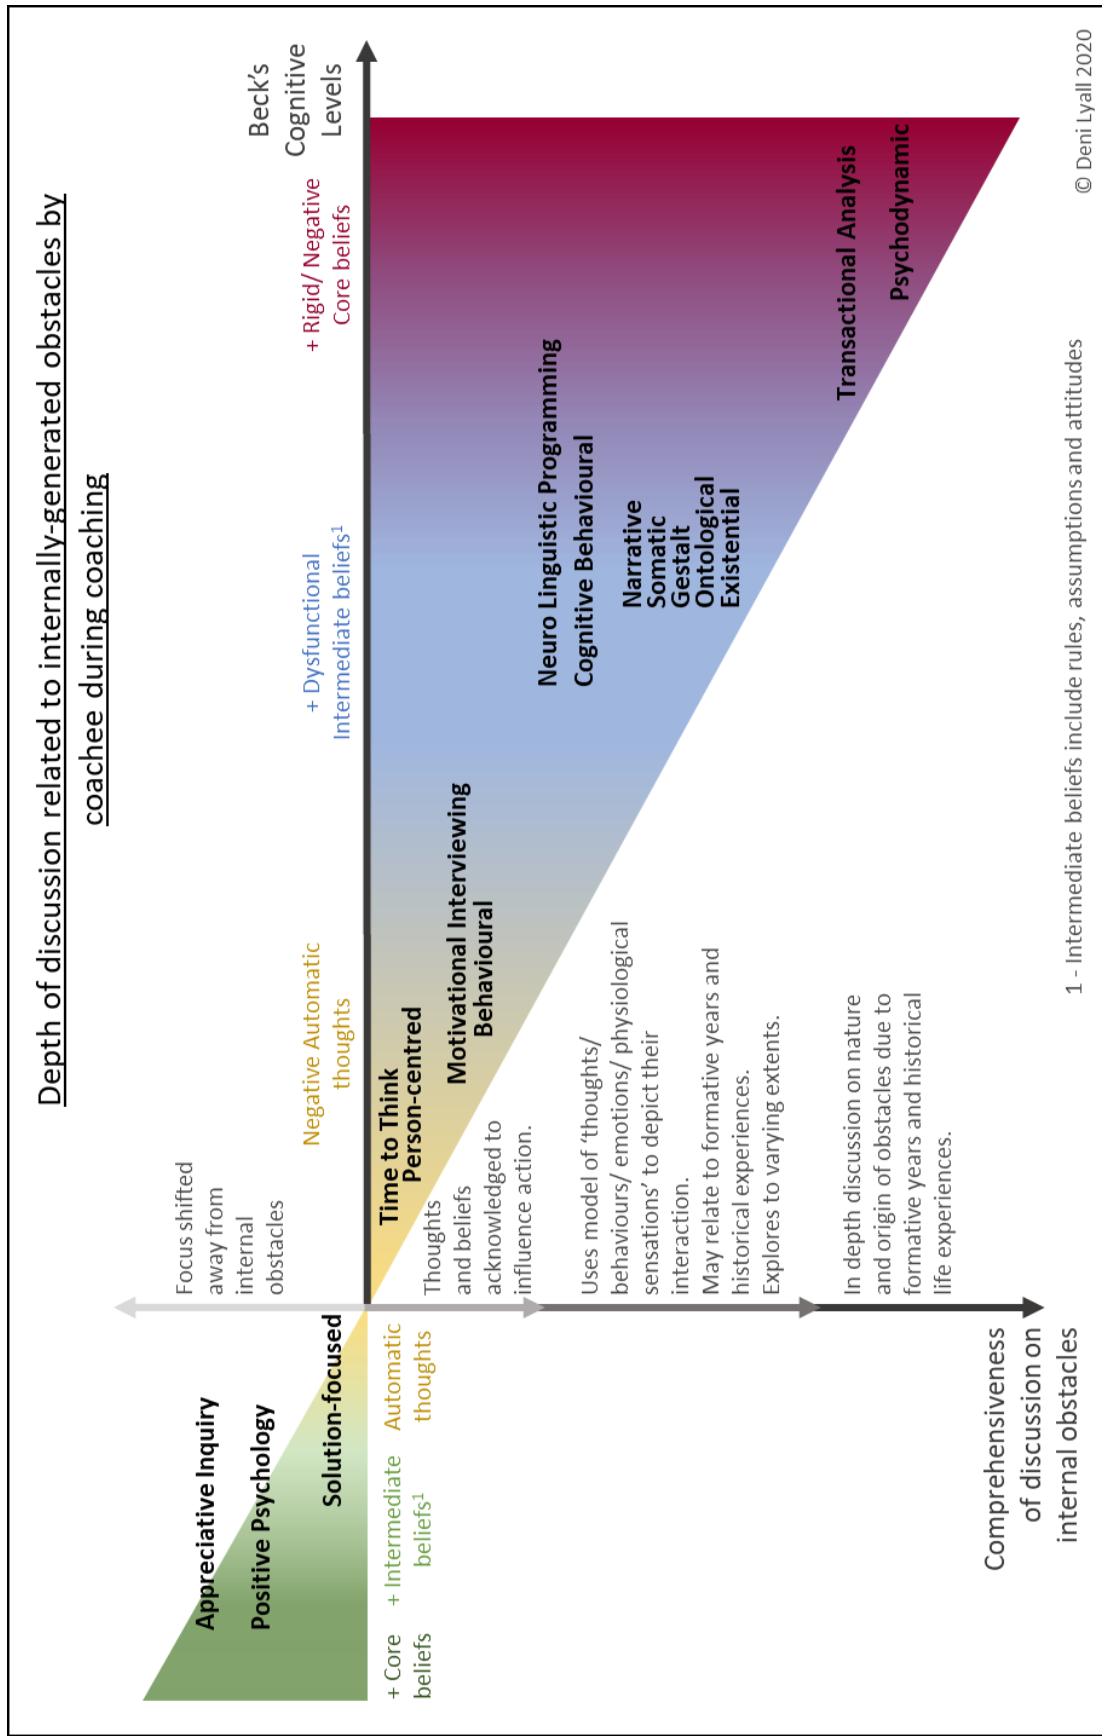 Depth of discussion related to internally-generated obstacles by
coachee during coaching
Beck's
Cognitive
Levels
Focus shifted
away from
internal
obstacles
Negative Automatic
thoughts
+ Dysfunctional
Intermediate beliefs¹
+ Rigid/ Negative
Core beliefs
Appreciative Inquiry
Positive Psychology
Solution-focused
+ Core
beliefs
+ Intermediate
beliefs¹
Automatic
thoughts
Time to Think
Person-centred
Motivational Interviewing
Behavioural
Neuro Linguistic Programming
Cognitive Behavioural
Narrative
Somatic
Gestalt
Ontological
Existential
Transactional Analysis
Psychodynamic
Thoughts
and beliefs
acknowledged to
influence action.
Uses model of 'thoughts/
behaviours/ emotions/ physiological
sensations' to depict their
interaction.
May relate to formative years and
historical experiences.
Explores to varying extents.
In depth discussion on nature
and origin of obstacles due to
formative years and historical
life experiences.
Comprehensiveness
of discussion on
internal obstacles
1 - Intermediate beliefs include rules, assumptions and attitudes
© Deni Lyall 2020